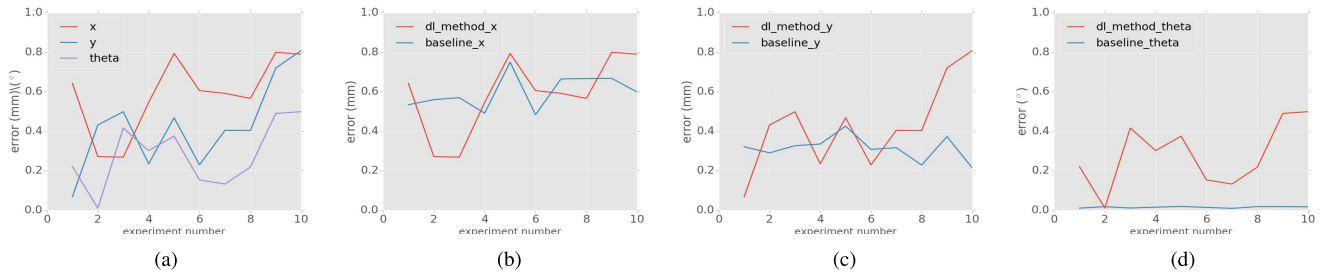 x
y
theta
error (mm)\(°)
0.0
0.2
0.4
0.6
0.8
1.0
0
2
4
6
8
10
experiment number
(a)
dl_method_x
baseline_x
error (mm)
0.0
0.2
0.4
0.6
0.8
1.0
0
2
4
6
8
10
experiment number
(b)
dl_method_y
baseline_y
error (mm)
0.0
0.2
0.4
0.6
0.8
1.0
0
2
4
6
8
10
experiment number
(c)
dl_method_theta
baseline_theta
error (°)
0.0
0.2
0.4
0.6
0.8
1.0
0
2
4
6
8
10
experiment number
(d)